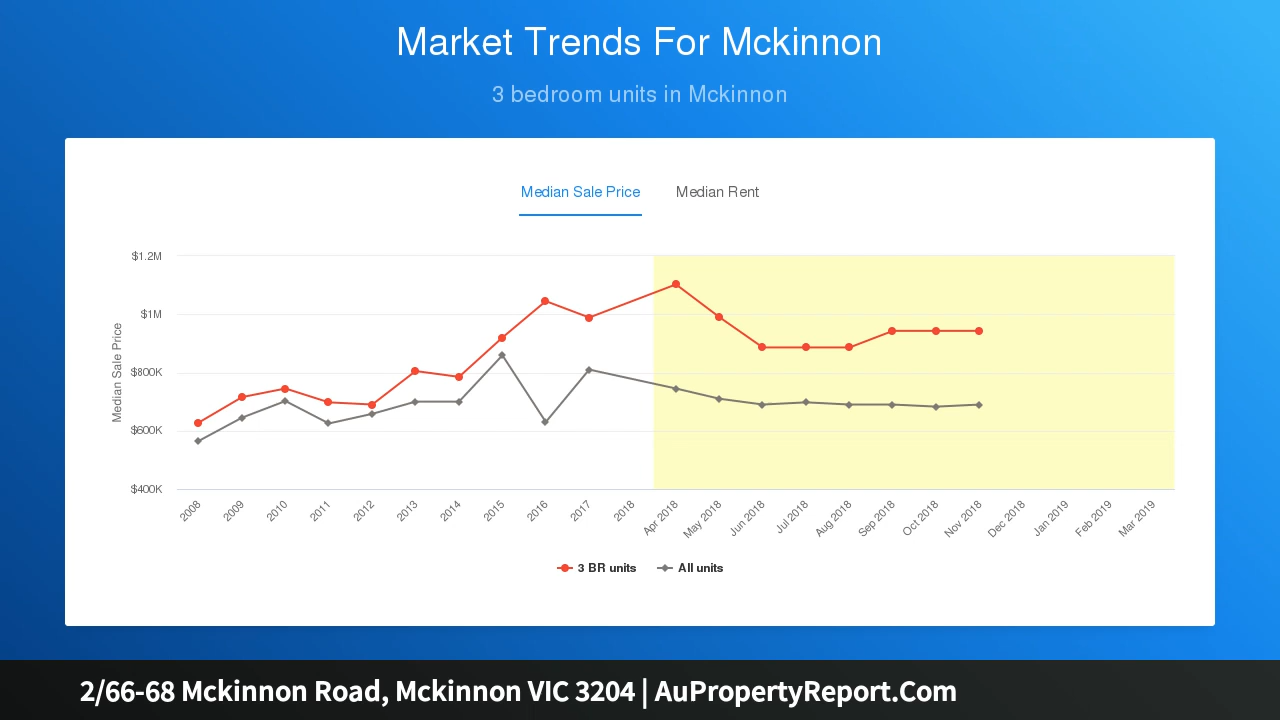 Market Trends For Mckinnon
3 bedroom units in Mckinnon
Median Sale Price Median Rent
Median Sale Price
$1.2M
$1M
$800K
$600K
$400K
2008 2009 2010 2011 2012 2013 2014 2015 2016 2017 2018 Apr 2018 May 2018 Jun 2018 Jul 2018 Aug 2018 Sep 2018 Oct 2018 Nov 2018 Dec 2018 Jan 2019 Feb 2019 Mar 2019
3 BR units All units
2/66-68 Mckinnon Road, Mckinnon VIC 3204 | AuPropertyReport.Com